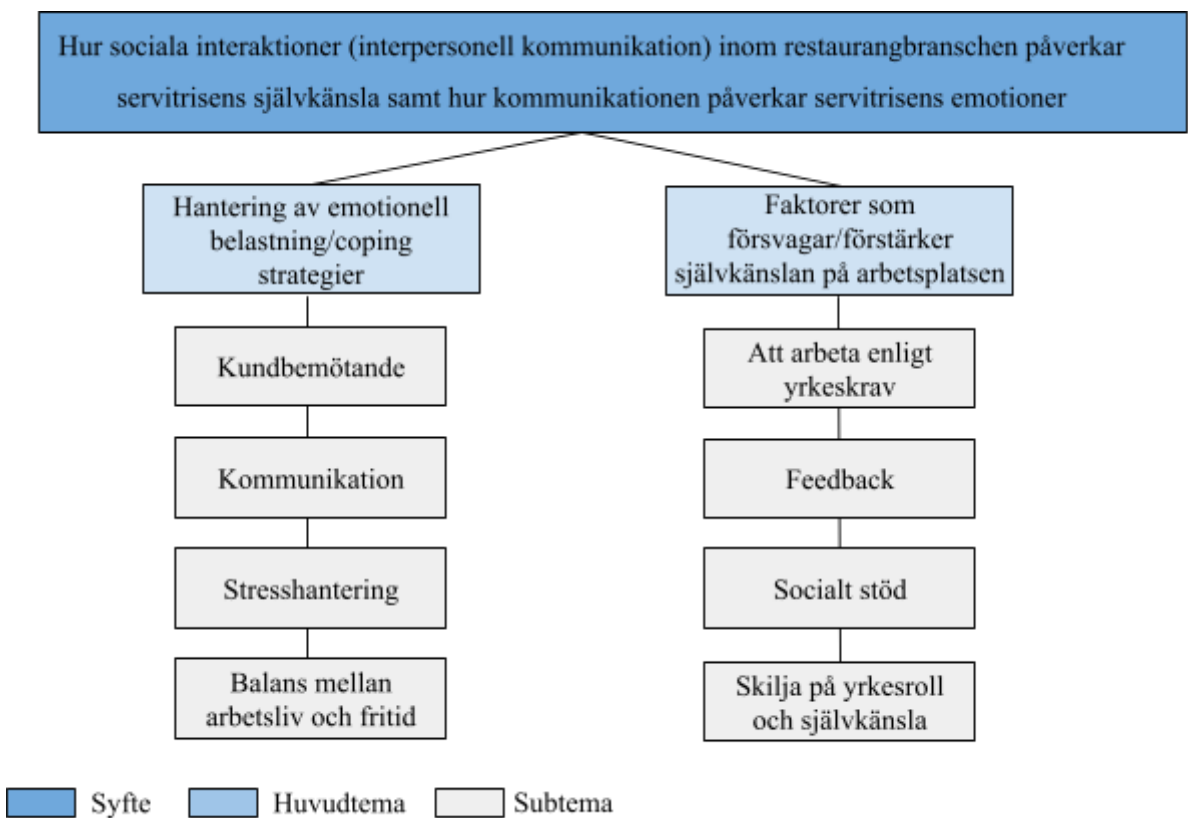 Hur sociala interaktioner (interpersonell kommunikation) inom restaurangbranschen påverkar
servitrisens självkänsla samt hur kommunikationen påverkar servitrisens emotioner
Hantering av emotionell
belastning/coping
strategier
Kundbemötande
Kommunikation
Stresshantering
Balans mellan
arbetsliv och fritid
Faktorer som
försvagar/förstärker
självkänslan på arbetsplatsen
Att arbeta enligt
yrkeskrav
Feedback
Socialt stöd
Skilja på yrkesroll
och självkänsla
Syfte
Huvudtema
Subtema